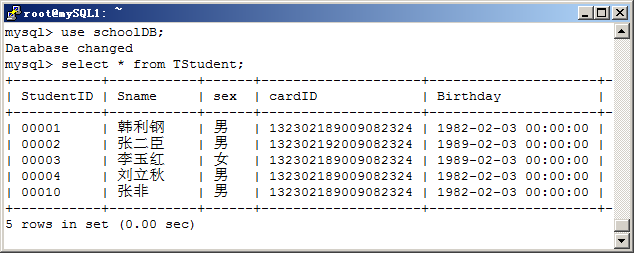 root@mySQL1: ~
mysql> use schoolDB;
Database changed
mysql> select * from TStudent;
+-----------+--------+------+--------------------+---------------------+-
| StudentID | Sname | sex | cardID | Birthday |
+-----------+--------+------+--------------------+---------------------+-
| 00001 | 韩利钢 | 男 | 132302189009082324 | 1982-02-03 00:00:00 |
| 00002 | 张二臣 | 男 | 132302192009082324 | 1989-02-03 00:00:00 |
| 00003 | 李玉红 | 女 | 132302189009082324 | 1989-02-03 00:00:00 |
| 00004 | 刘立秋 | 男 | 132302189009082324 | 1982-02-03 00:00:00 |
| 00010 | 张非 | 男 | 132302189009082324 | 1982-02-03 00:00:00 |
+-----------+--------+------+--------------------+---------------------+-
5 rows in set (0.00 sec)